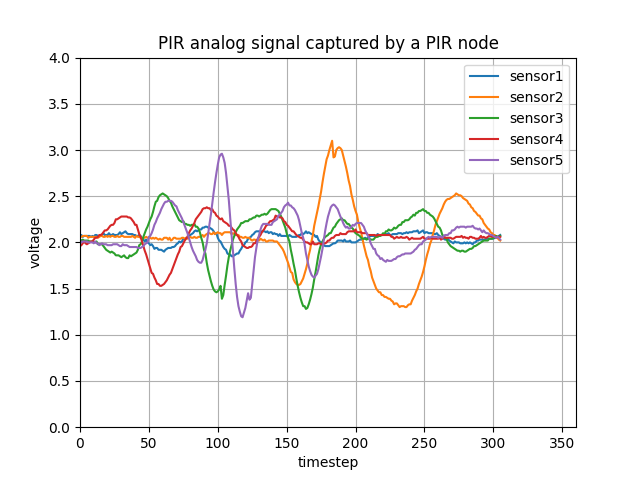 PIR analog signal captured by a PIR node
4.0
3.5
3.0
2.5
2.0
1.5
1.0
0.5
0.0
voltage
sensor1
sensor2
sensor3
sensor4
sensor5
0 50 100 150 200 250 300 350
timestep